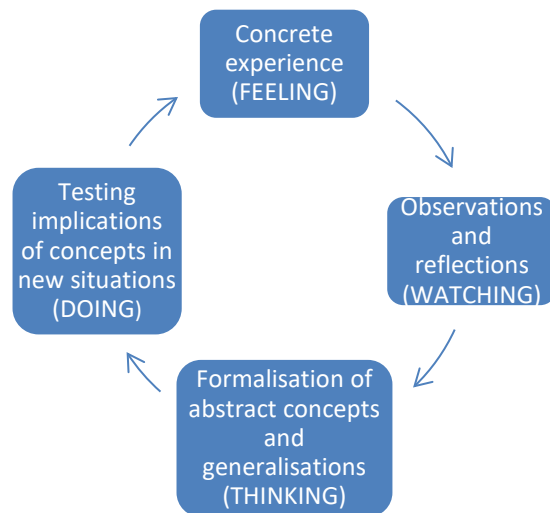 Concrete
experience
(FEELING)
Observations
and
reflections
(WATCHING)
Formalisation of
abstract concepts
and
generalisations
(THINKING)
Testing
implications
of concepts in
new situations
(DOING)